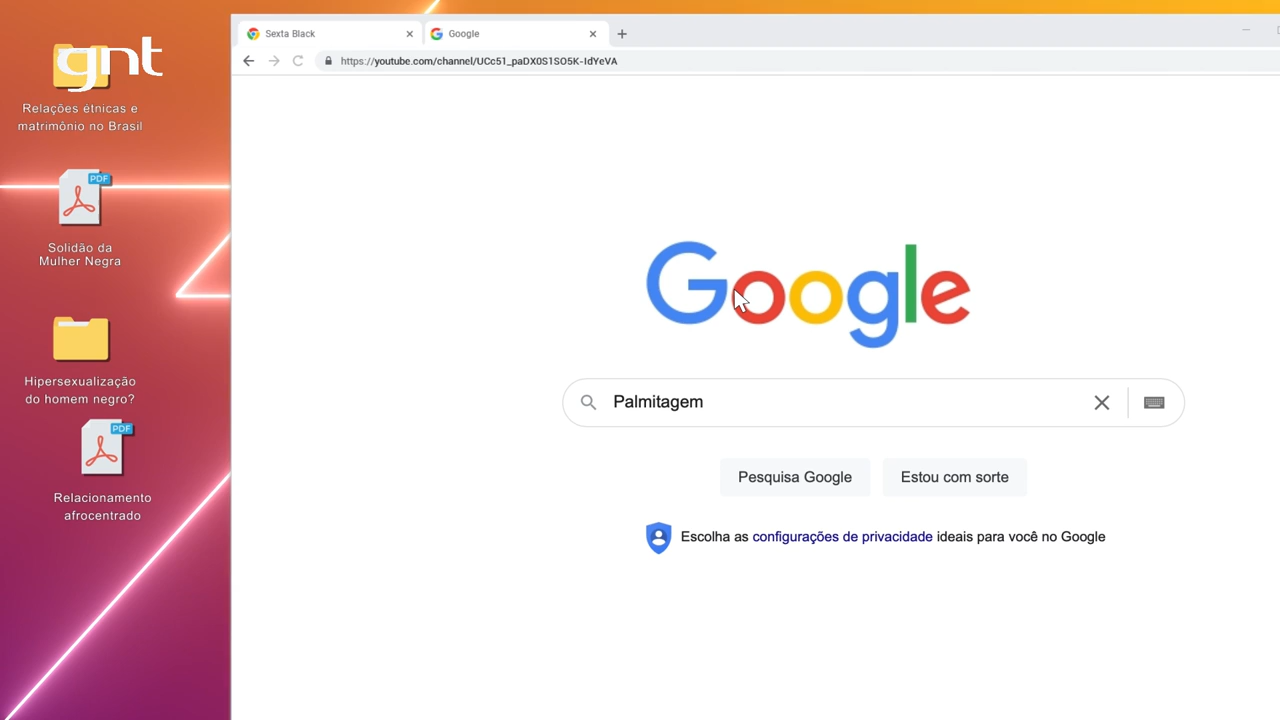 gnt
Relações étnicas e
matrimônio no Brasil
PDF
Solidão da
Mulher Negra
Hipersexualização
do homem negro?
PDF
Relacionamento
afrocentrado
Sexta Black
Google
https://youtube.com/channel/UCc51_paDX0S1SO5K-IdYeVA
Google
Palmitagem
Pesquisa Google
Estou com sorte
Escolha as configurações de privacidade ideais para você no Google